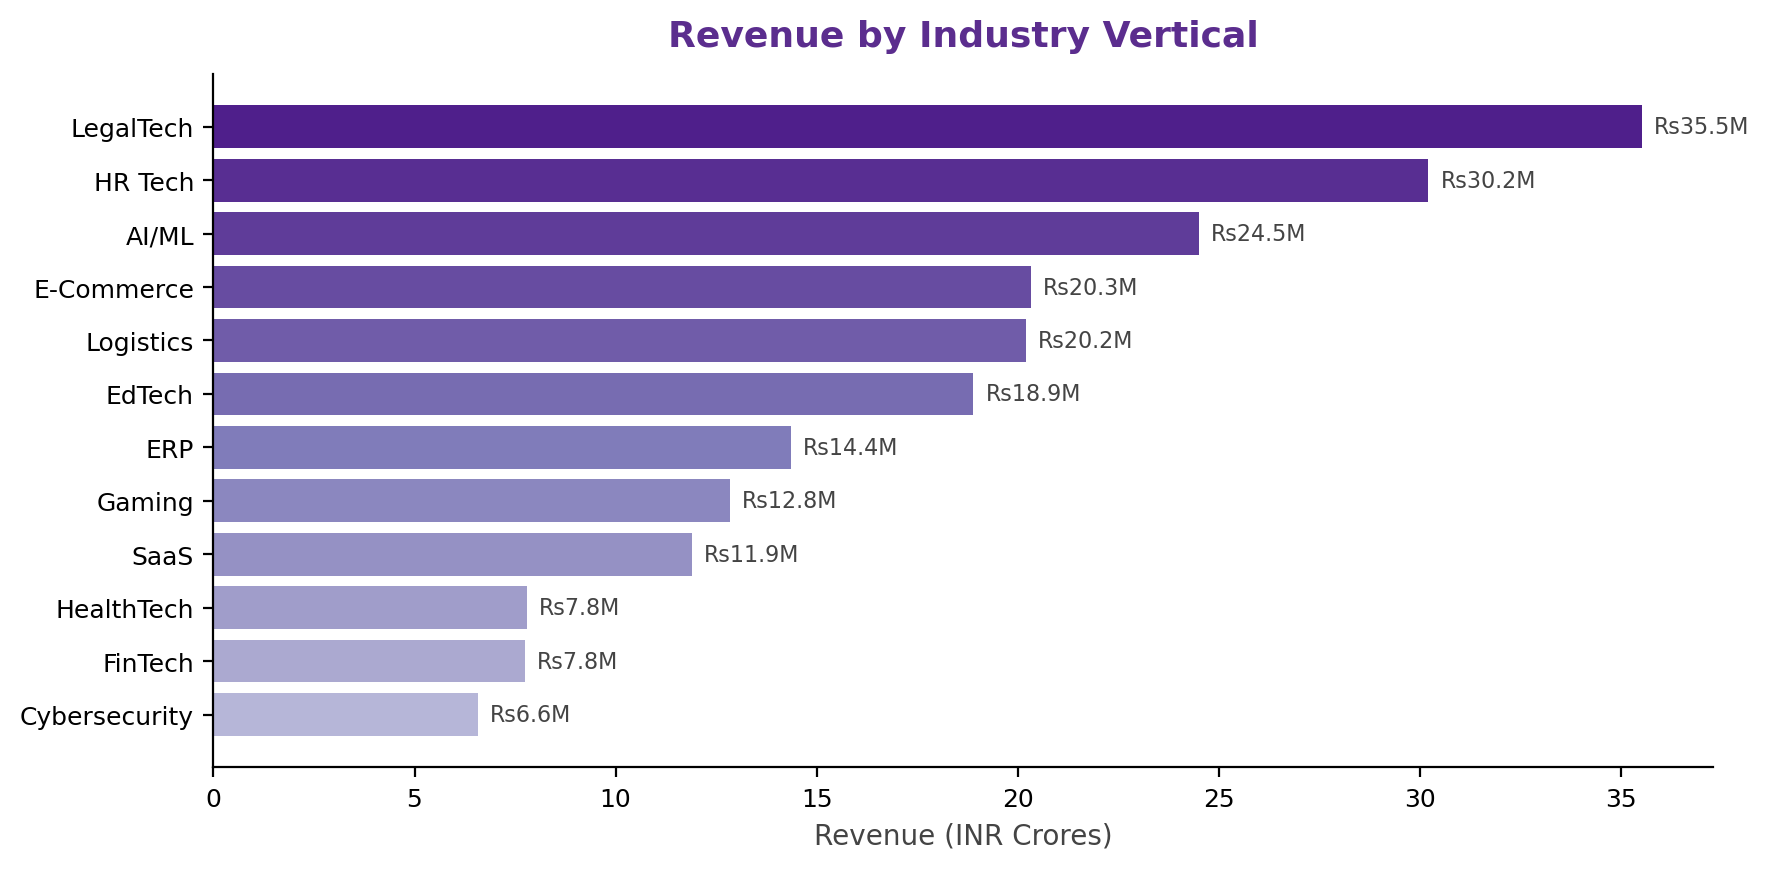 Revenue by Industry Vertical
LegalTech Rs35.5M
HR Tech Rs30.2M
AI/ML Rs24.5M
E-Commerce Rs20.3M
Logistics Rs20.2M
EdTech Rs18.9M
ERP Rs14.4M
Gaming Rs12.8M
SaaS Rs11.9M
HealthTech Rs7.8M
FinTech Rs7.8M
Cybersecurity Rs6.6M
0 5 10 15 20 25 30 35
Revenue (INR Crores)